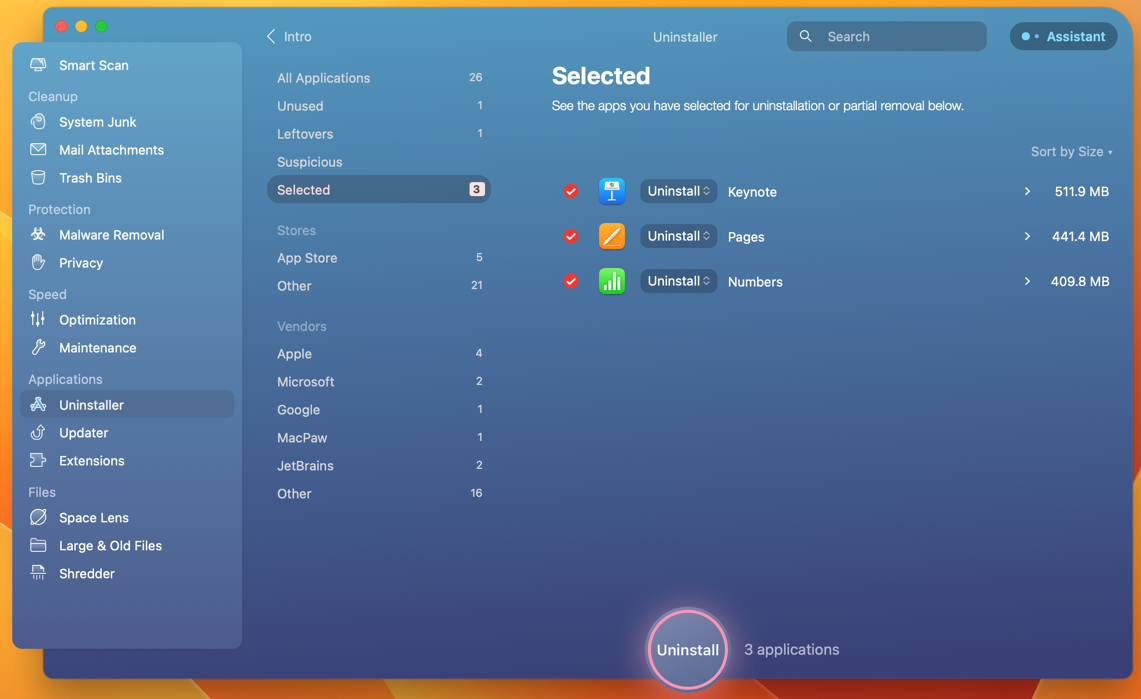 Intro
Uninstaller
Search
Assistant
Smart Scan
Cleanup
System Junk
Mail Attachments
Trash Bins
Protection
Malware Removal
Privacy
Speed
Optimization
Maintenance
Applications
Uninstaller
Updater
Extensions
Files
Space Lens
Large & Old Files
Shredder
All Applications 26
Unused 1
Leftovers 1
Suspicious
Selected 3
Stores
App Store 5
Other 21
Vendors
Apple 4
Microsoft 2
Google 1
MacPaw 1
JetBrains 2
Other 16
Selected
See the apps you have selected for uninstallation or partial removal below.
Sort by Size
Uninstall Keynote 511.9 MB
Uninstall Pages 441.4 MB
Uninstall Numbers 409.8 MB
Uninstall 3 applications